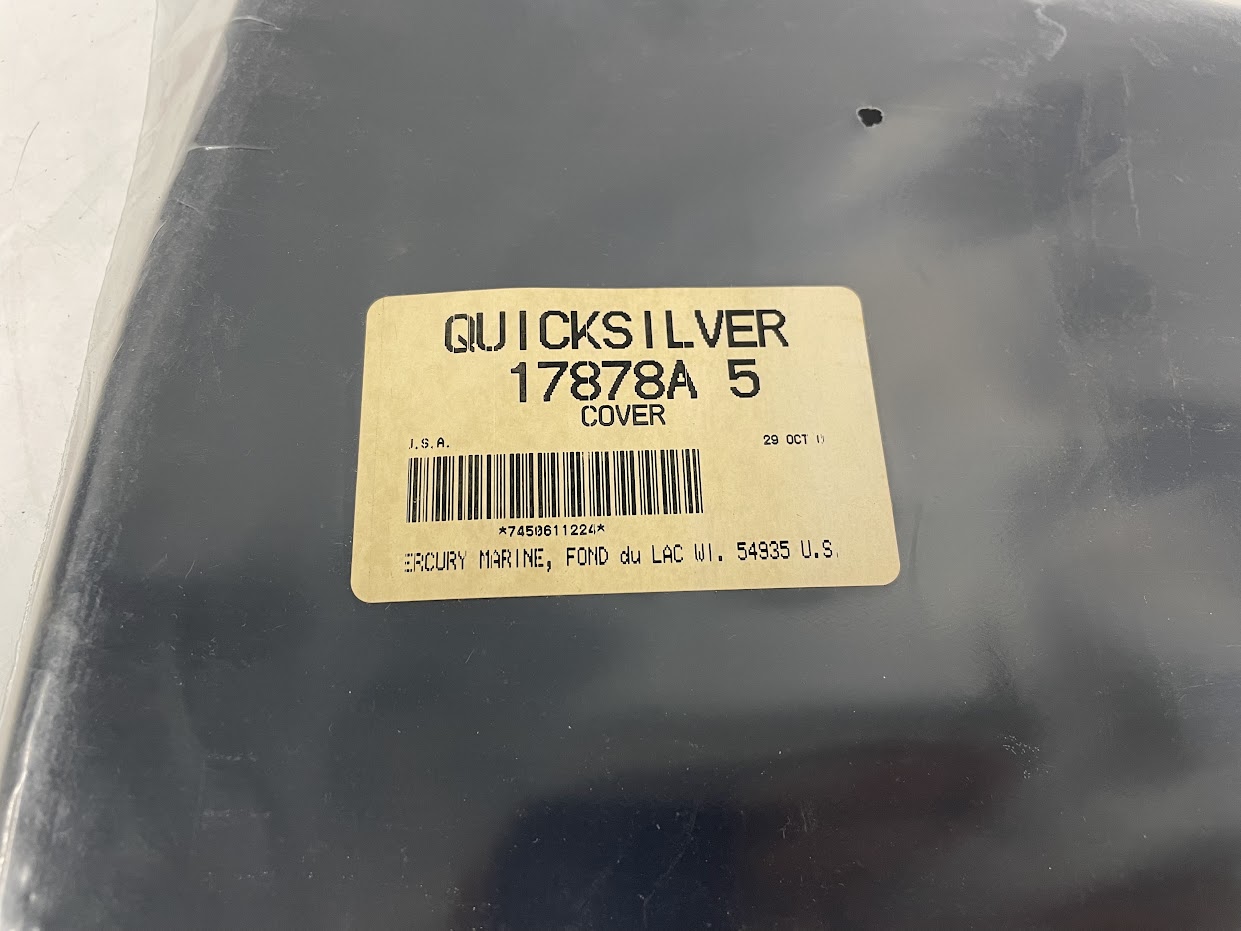 QUICKSILVER
17878A 5
COVER
.S.A. 29 OCT
*7450611224*
ERCURY MARINE, FOND du LAC WI. 54935 U.S.